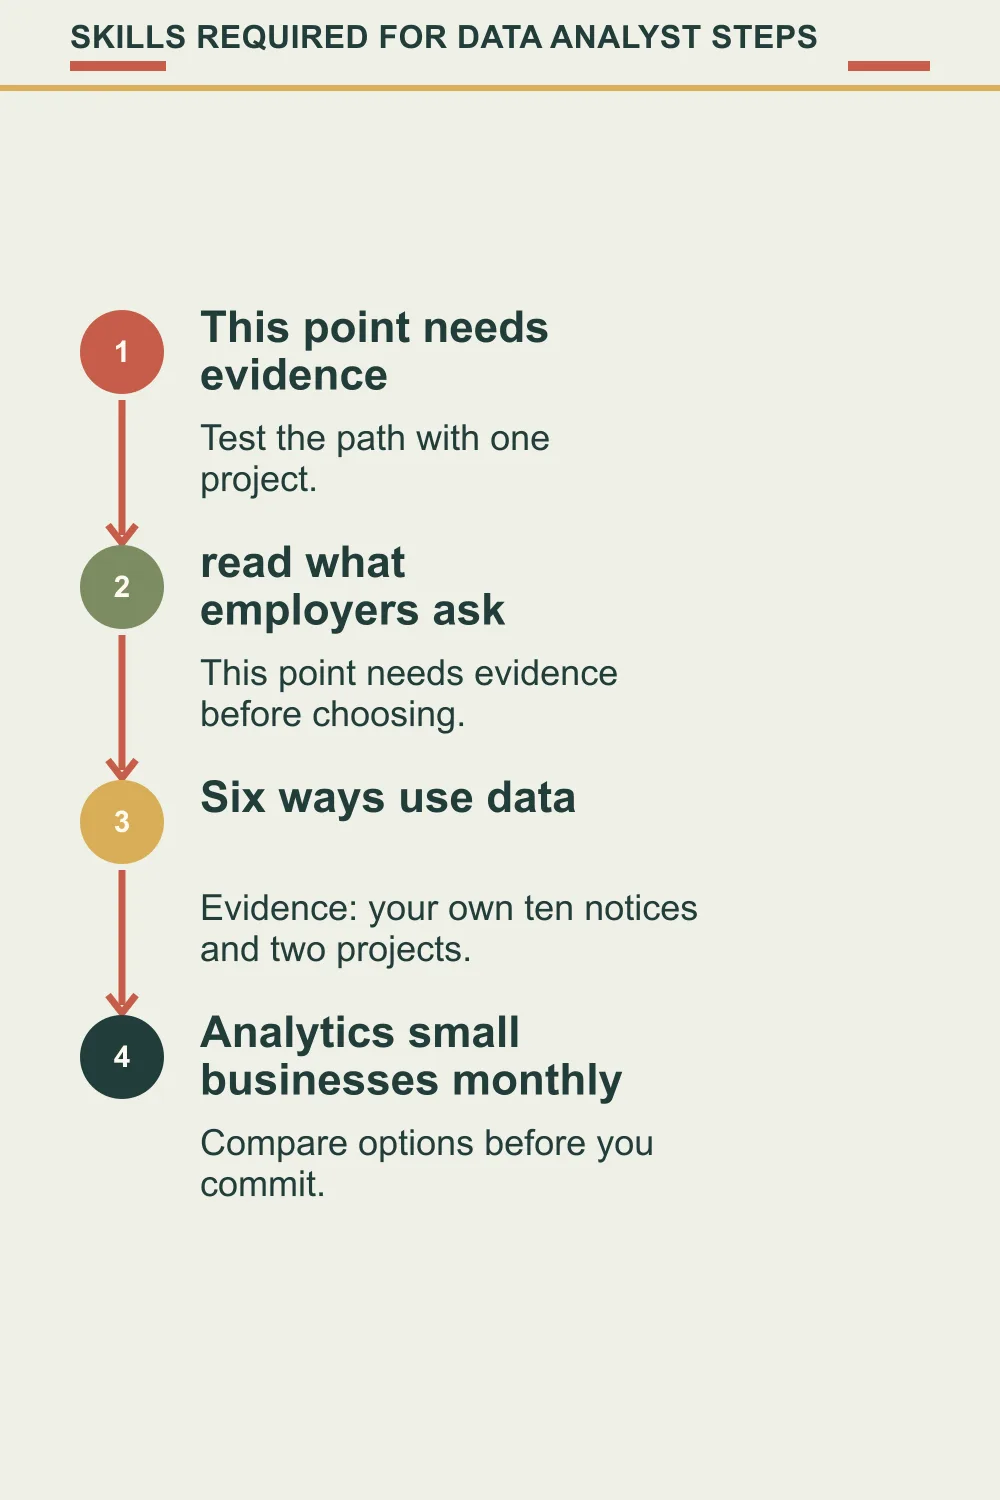 SKILLS REQUIRED FOR DATA ANALYST STEPS
1
This point needs
evidence
Test the path with one
project.
2
read what
employers ask
This point needs evidence
before choosing.
3
Six ways use data
Evidence: your own ten notices
and two projects.
4
Analytics small
businesses monthly
Compare options before you
commit.